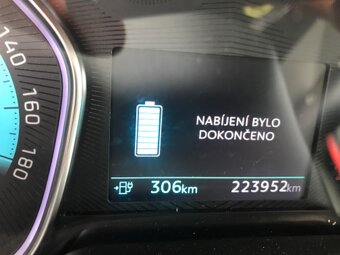 140
160
180
NABÍJENÍ BYLO
DOKONČENO
306km
223952km